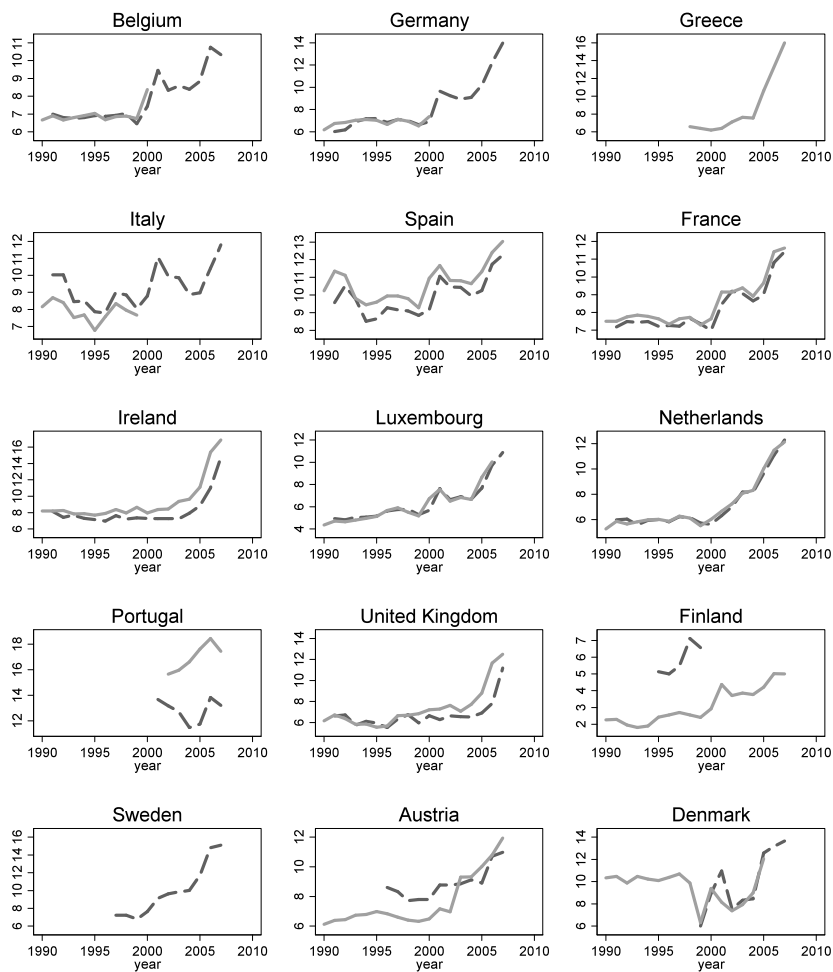 Belgium
6 7 8 9 10 11
1990 1995 2000 2005 2010
year
Germany
6 8 10 12 14
1990 1995 2000 2005 2010
year
Greece
6 8 10 12 14 16
1990 1995 2000 2005 2010
year
Italy
7 8 9 10 11 12
1990 1995 2000 2005 2010
year
Spain
8 9 10 11 12 13
1990 1995 2000 2005 2010
year
France
7 8 9 10 11 12
1990 1995 2000 2005 2010
year
Ireland
6 8 10 12 14 16
1990 1995 2000 2005 2010
year
Luxembourg
4 6 8 10 12
1990 1995 2000 2005 2010
year
Netherlands
6 8 10 12
1990 1995 2000 2005 2010
year
Portugal
12 14 16 18
1990 1995 2000 2005 2010
year
United Kingdom
6 8 10 12 14
1990 1995 2000 2005 2010
year
Finland
2 3 4 5 6 7
1990 1995 2000 2005 2010
year
Sweden
6 8 10 12 14 16
1990 1995 2000 2005 2010
year
Austria
6 8 10 12
1990 1995 2000 2005 2010
year
Denmark
6 8 10 12 14
1990 1995 2000 2005 2010
year